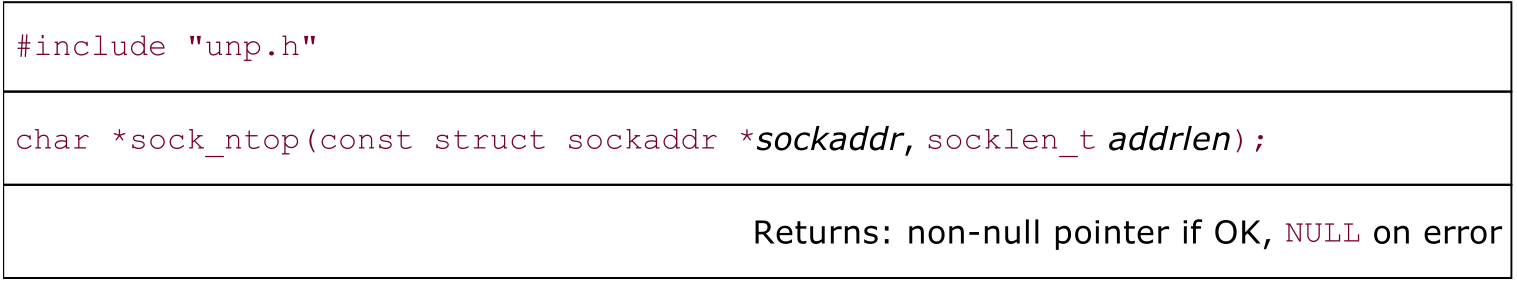 #include "unp.h"
char *sock_ntop(const struct sockaddr *sockaddr, socklen_t addrlen);
Returns: non-null pointer if OK, NULL on error